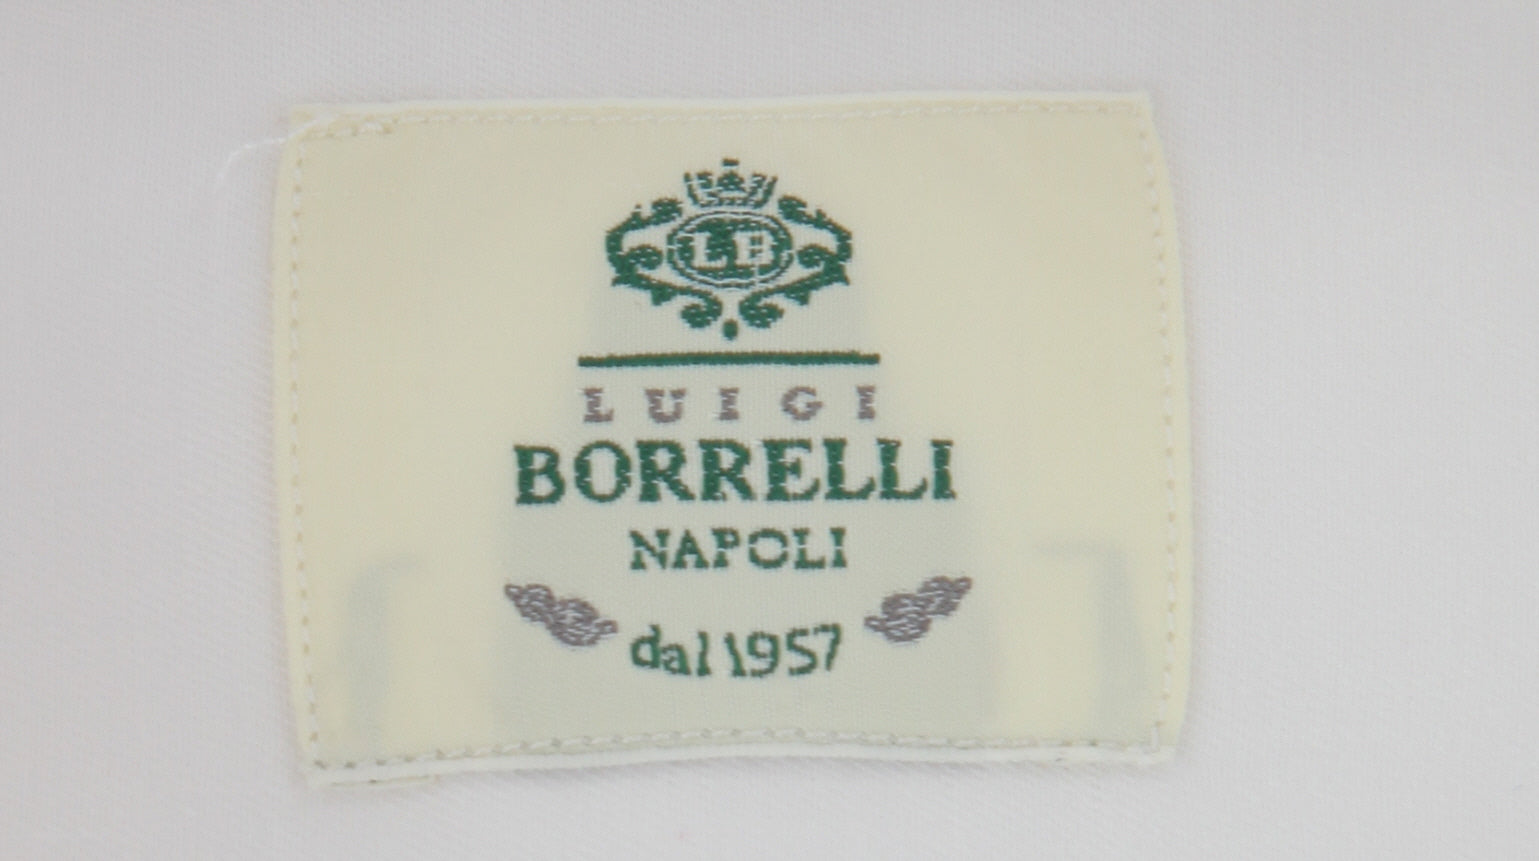 LB
LUIGI
BORRELLI
NAPOLI
dal 1957